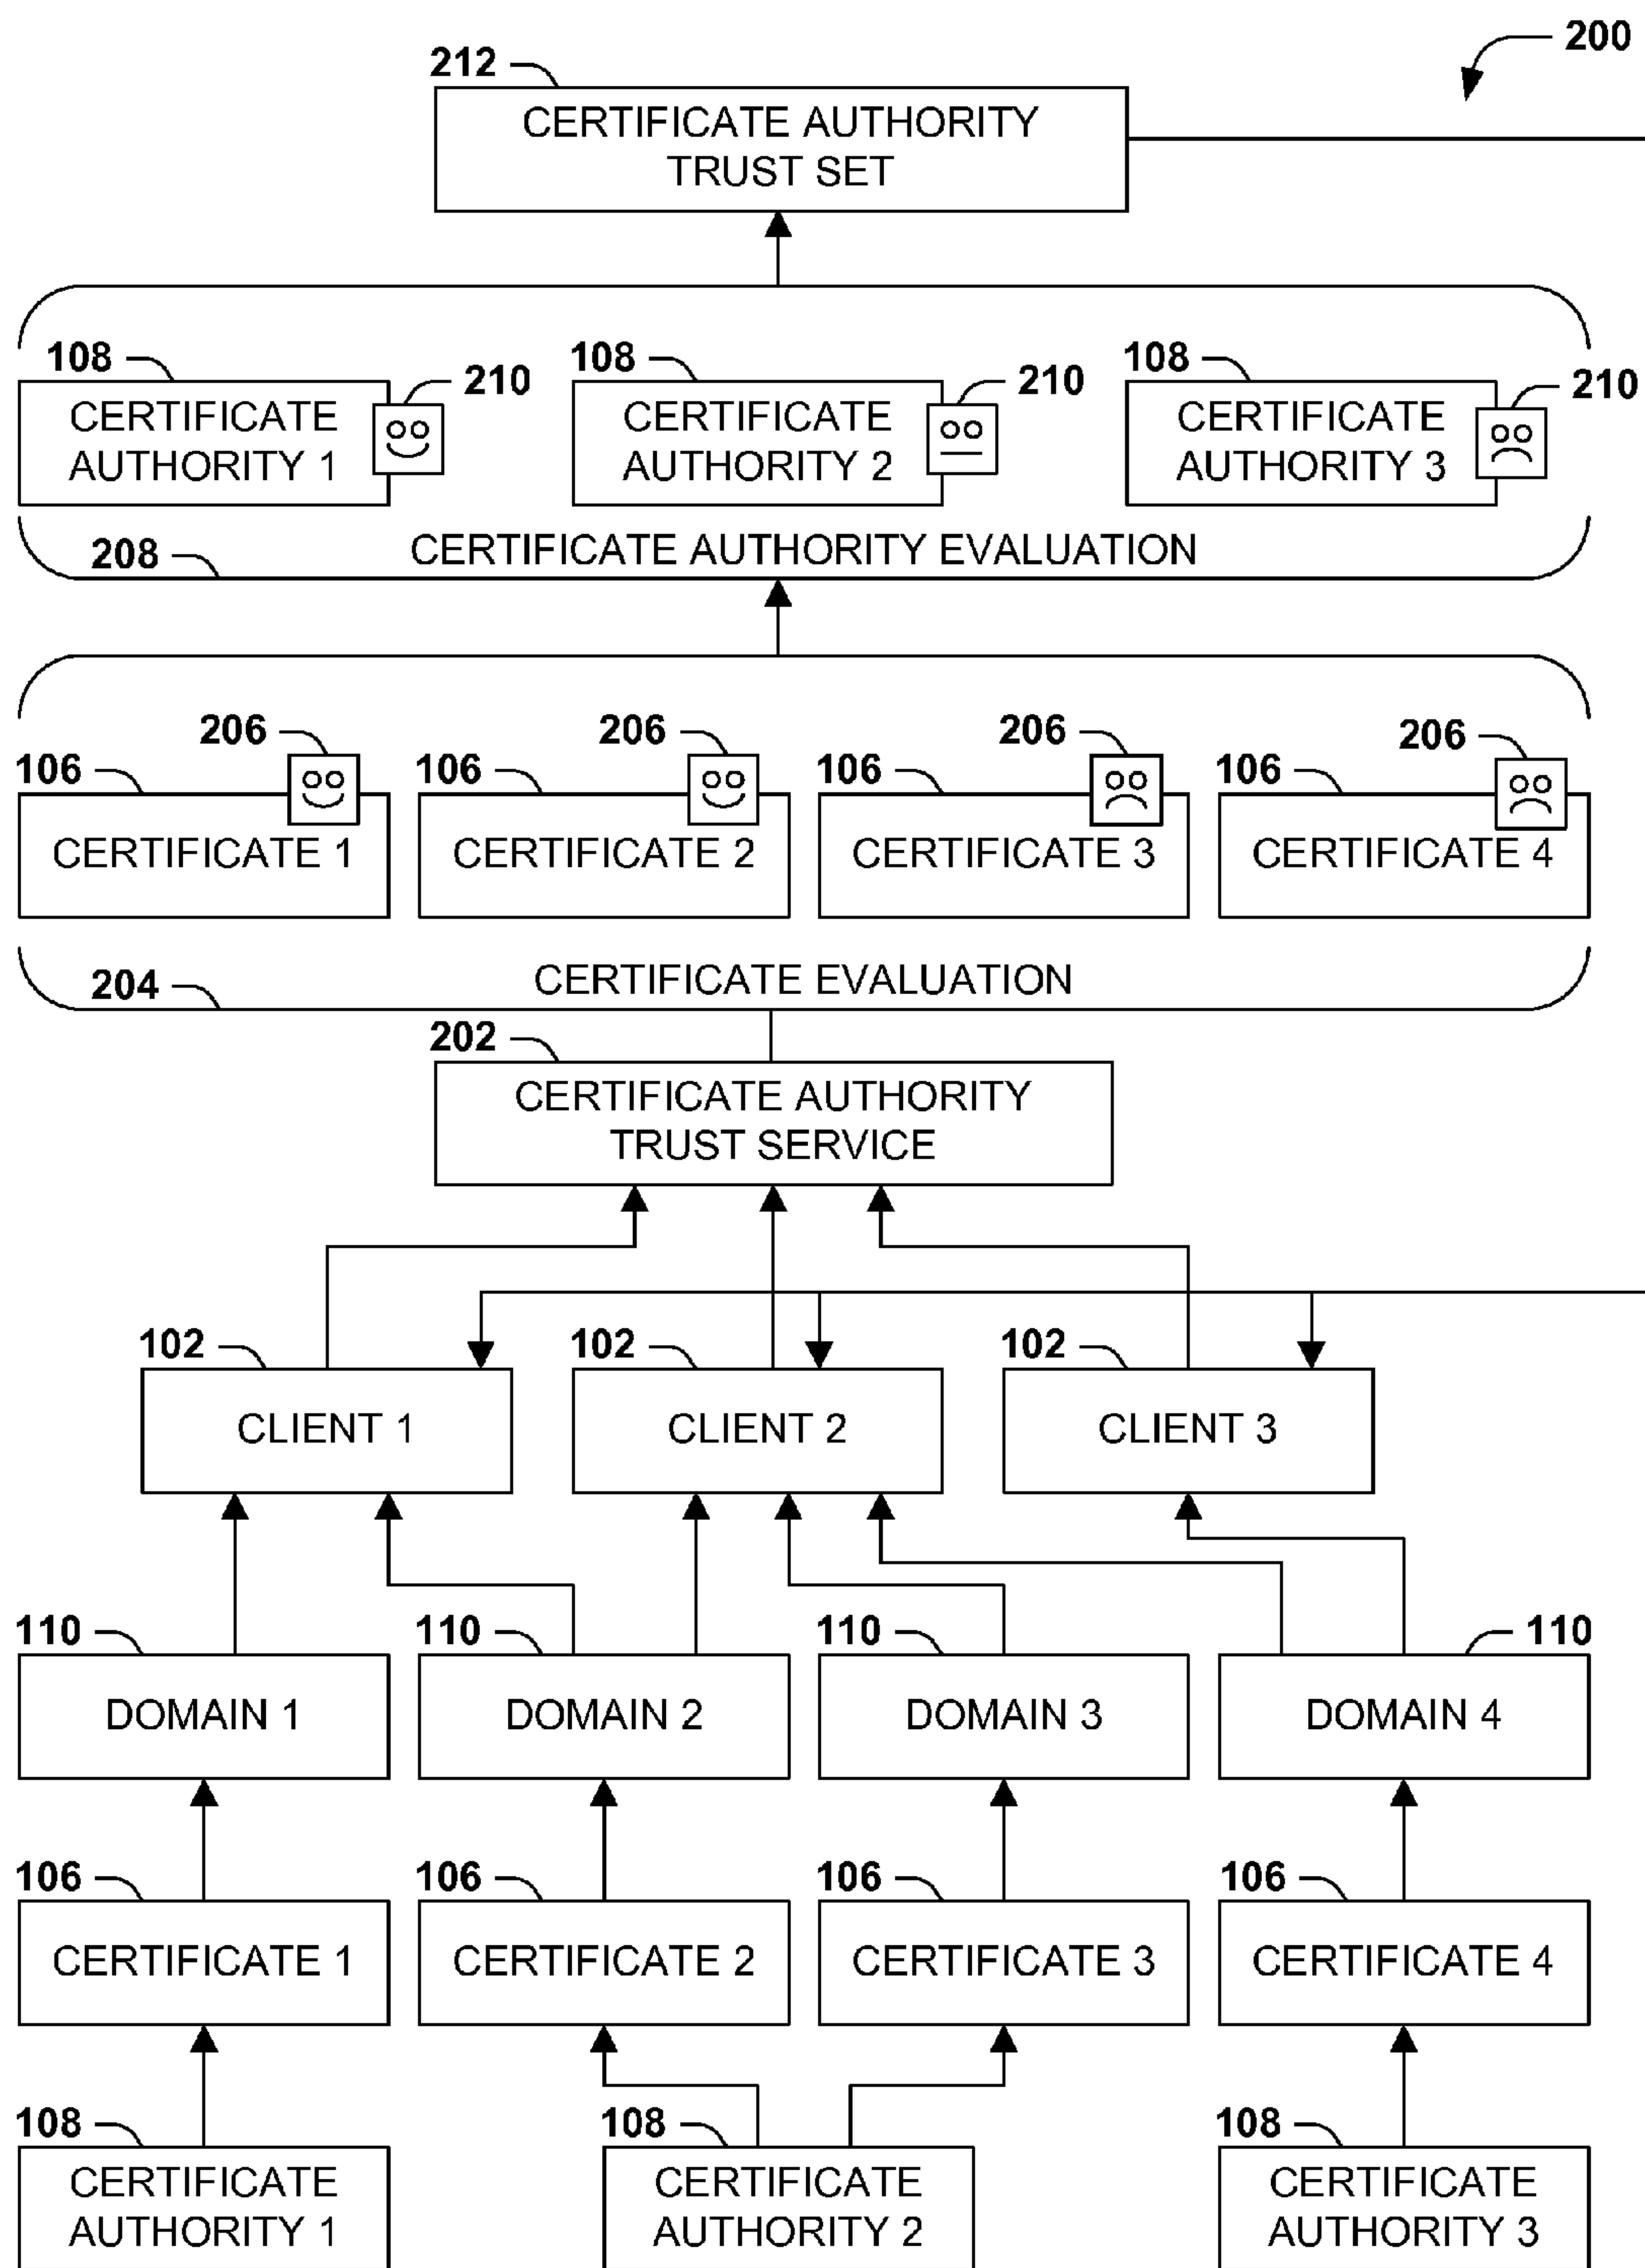 200
212
CERTIFICATE AUTHORITY
TRUST SET
108
210
108
210
108
210
CERTIFICATE
AUTHORITY 1
CERTIFICATE
AUTHORITY 2
CERTIFICATE
AUTHORITY 3
208
CERTIFICATE AUTHORITY EVALUATION
206
206
206
206
106
106
106
106
CERTIFICATE 1
CERTIFICATE 2
CERTIFICATE 3
CERTIFICATE 4
204
CERTIFICATE EVALUATION
202
CERTIFICATE AUTHORITY
TRUST SERVICE
102
102
102
CLIENT 1
CLIENT 2
CLIENT 3
110
110
110
110
DOMAIN 1
DOMAIN 2
DOMAIN 3
DOMAIN 4
106
106
106
106
CERTIFICATE 1
CERTIFICATE 2
CERTIFICATE 3
CERTIFICATE 4
108
108
108
CERTIFICATE
AUTHORITY 1
CERTIFICATE
AUTHORITY 2
CERTIFICATE
AUTHORITY 3